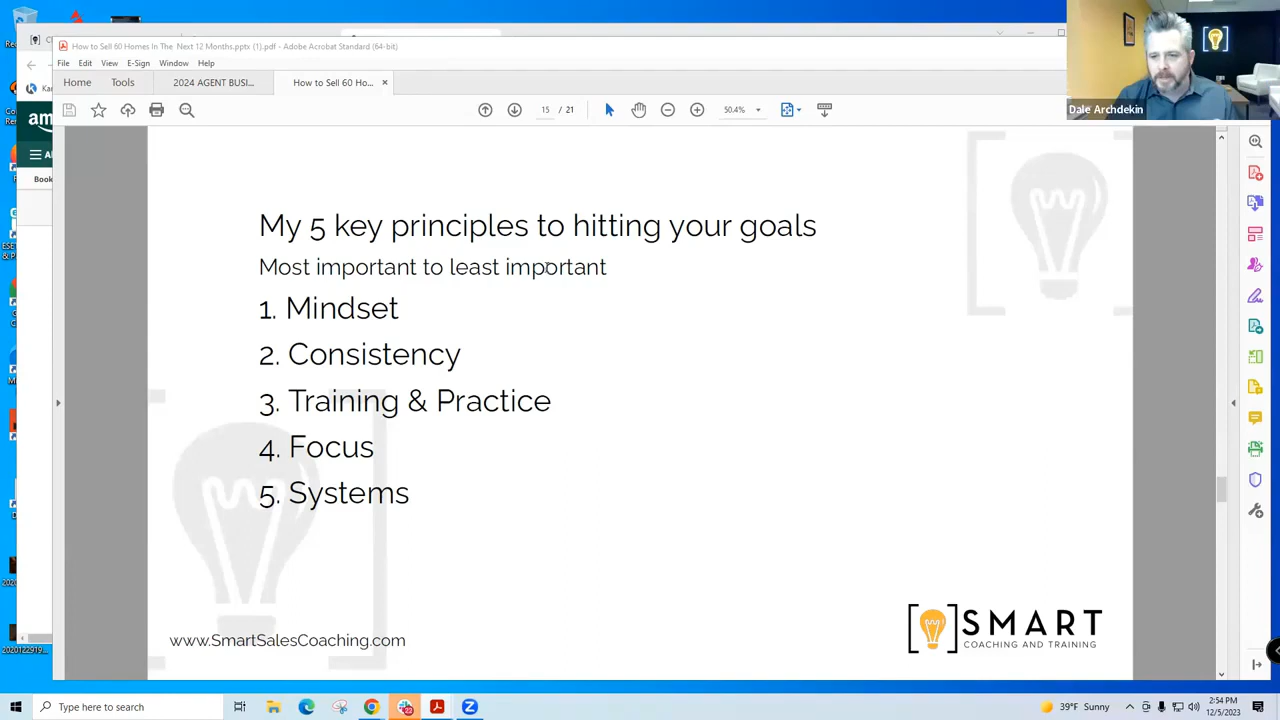 How to Sell 60 Homes In The Next 12 Months.pptx (1).pdf - Adobe Acrobat Standard (64-bit)
File Edit View E-Sign Window Help
Home Tools 2024 AGENT BUSI... How to Sell 60 Ho... ×
15 / 21 50.4%
Dale Archdekin
My 5 key principles to hitting your goals
Most important to least important
1. Mindset
2. Consistency
3. Training & Practice
4. Focus
5. Systems
www.SmartSalesCoaching.com
SMART
COACHING AND TRAINING
Book
2020122919
Type here to search
39°F Sunny
2:54 PM
12/5/2023